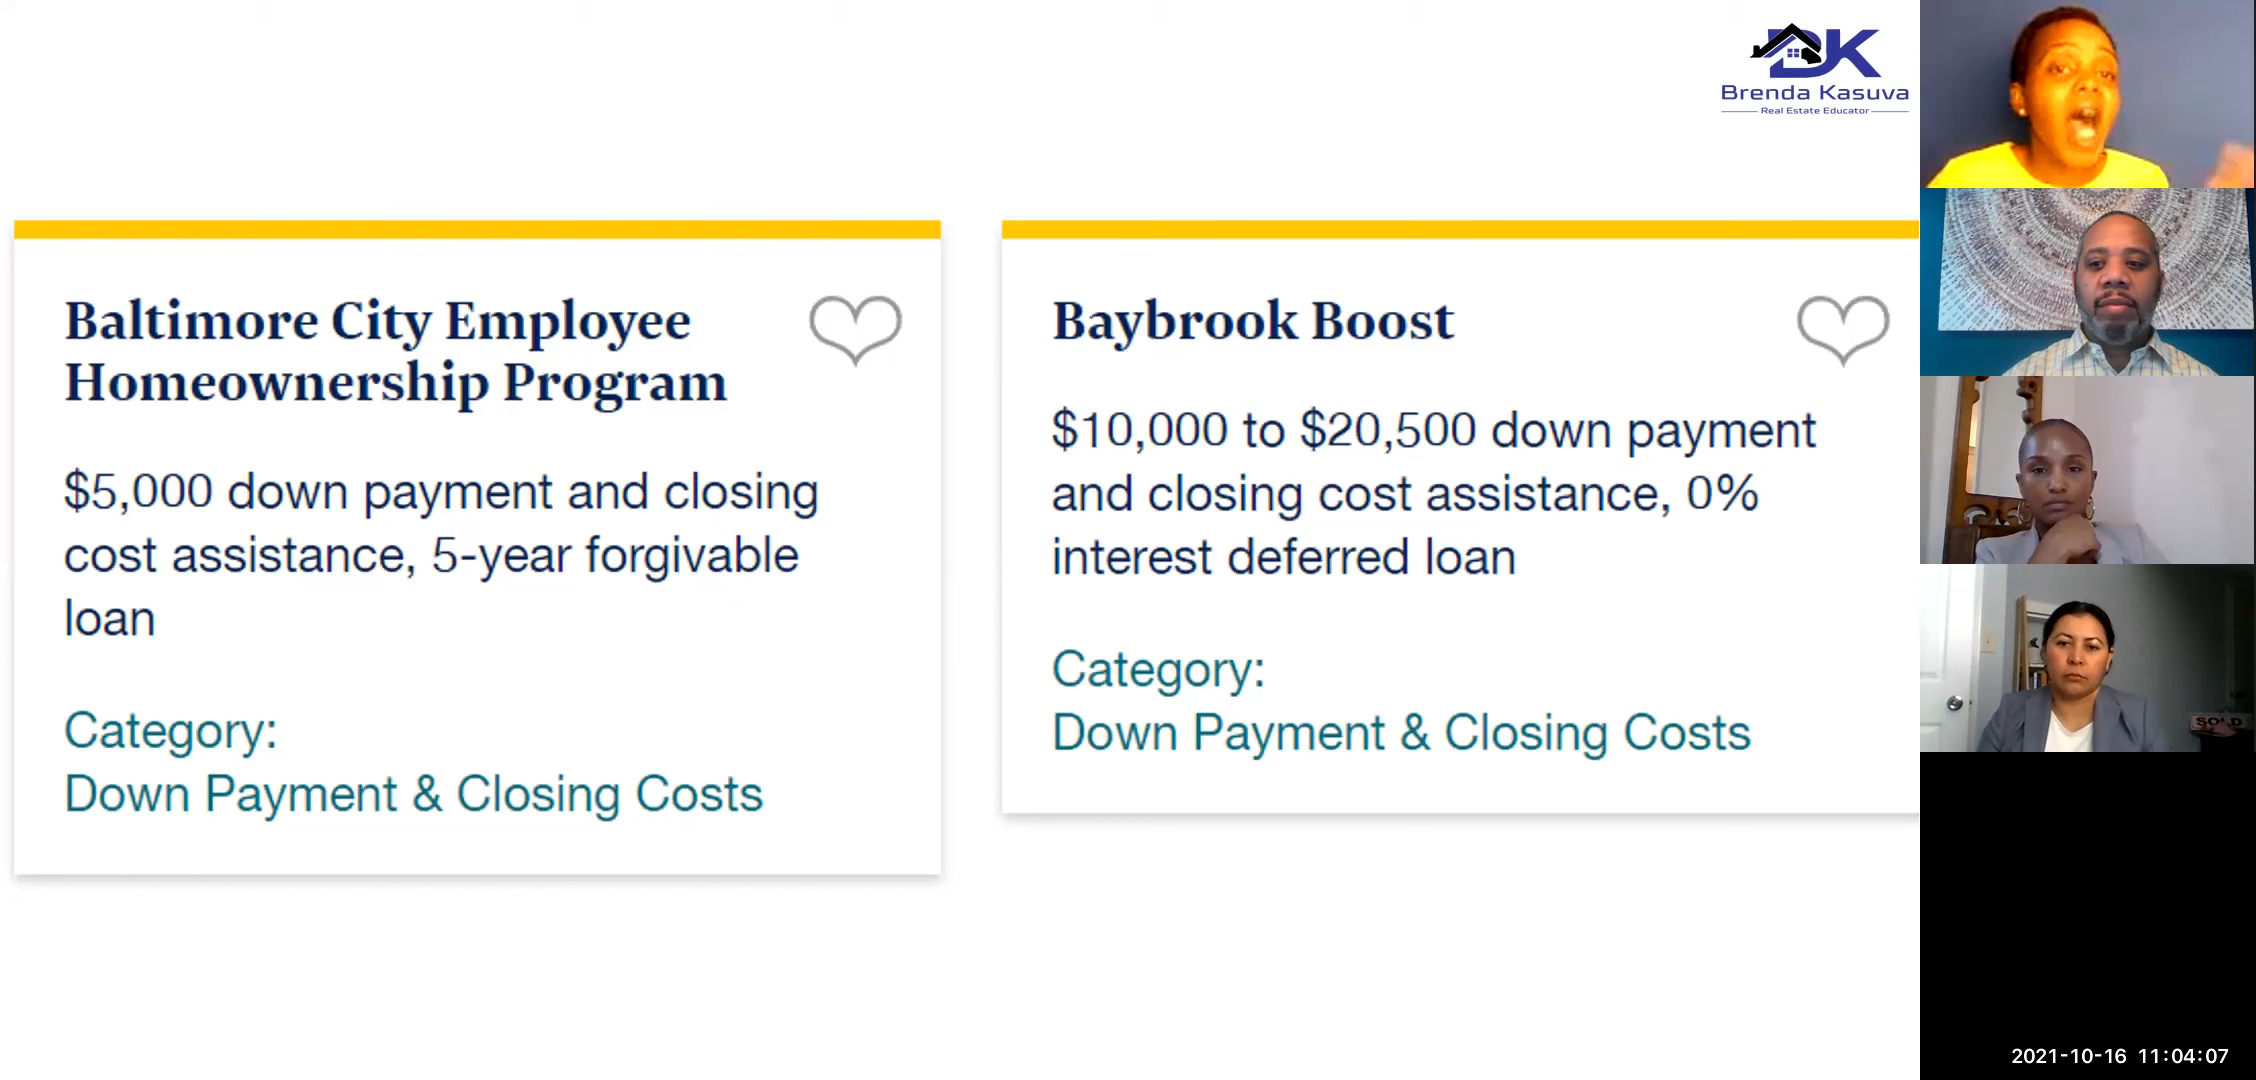 DK
Brenda Kasuva
Real Estate Educator
Baltimore City Employee
Homeownership Program
$5,000 down payment and closing
cost assistance, 5-year forgivable
loan
Category:
Down Payment & Closing Costs
Baybrook Boost
$10,000 to $20,500 down payment
and closing cost assistance, 0%
interest deferred loan
Category:
Down Payment & Closing Costs
SOLD
2021-10-16 11:04:07